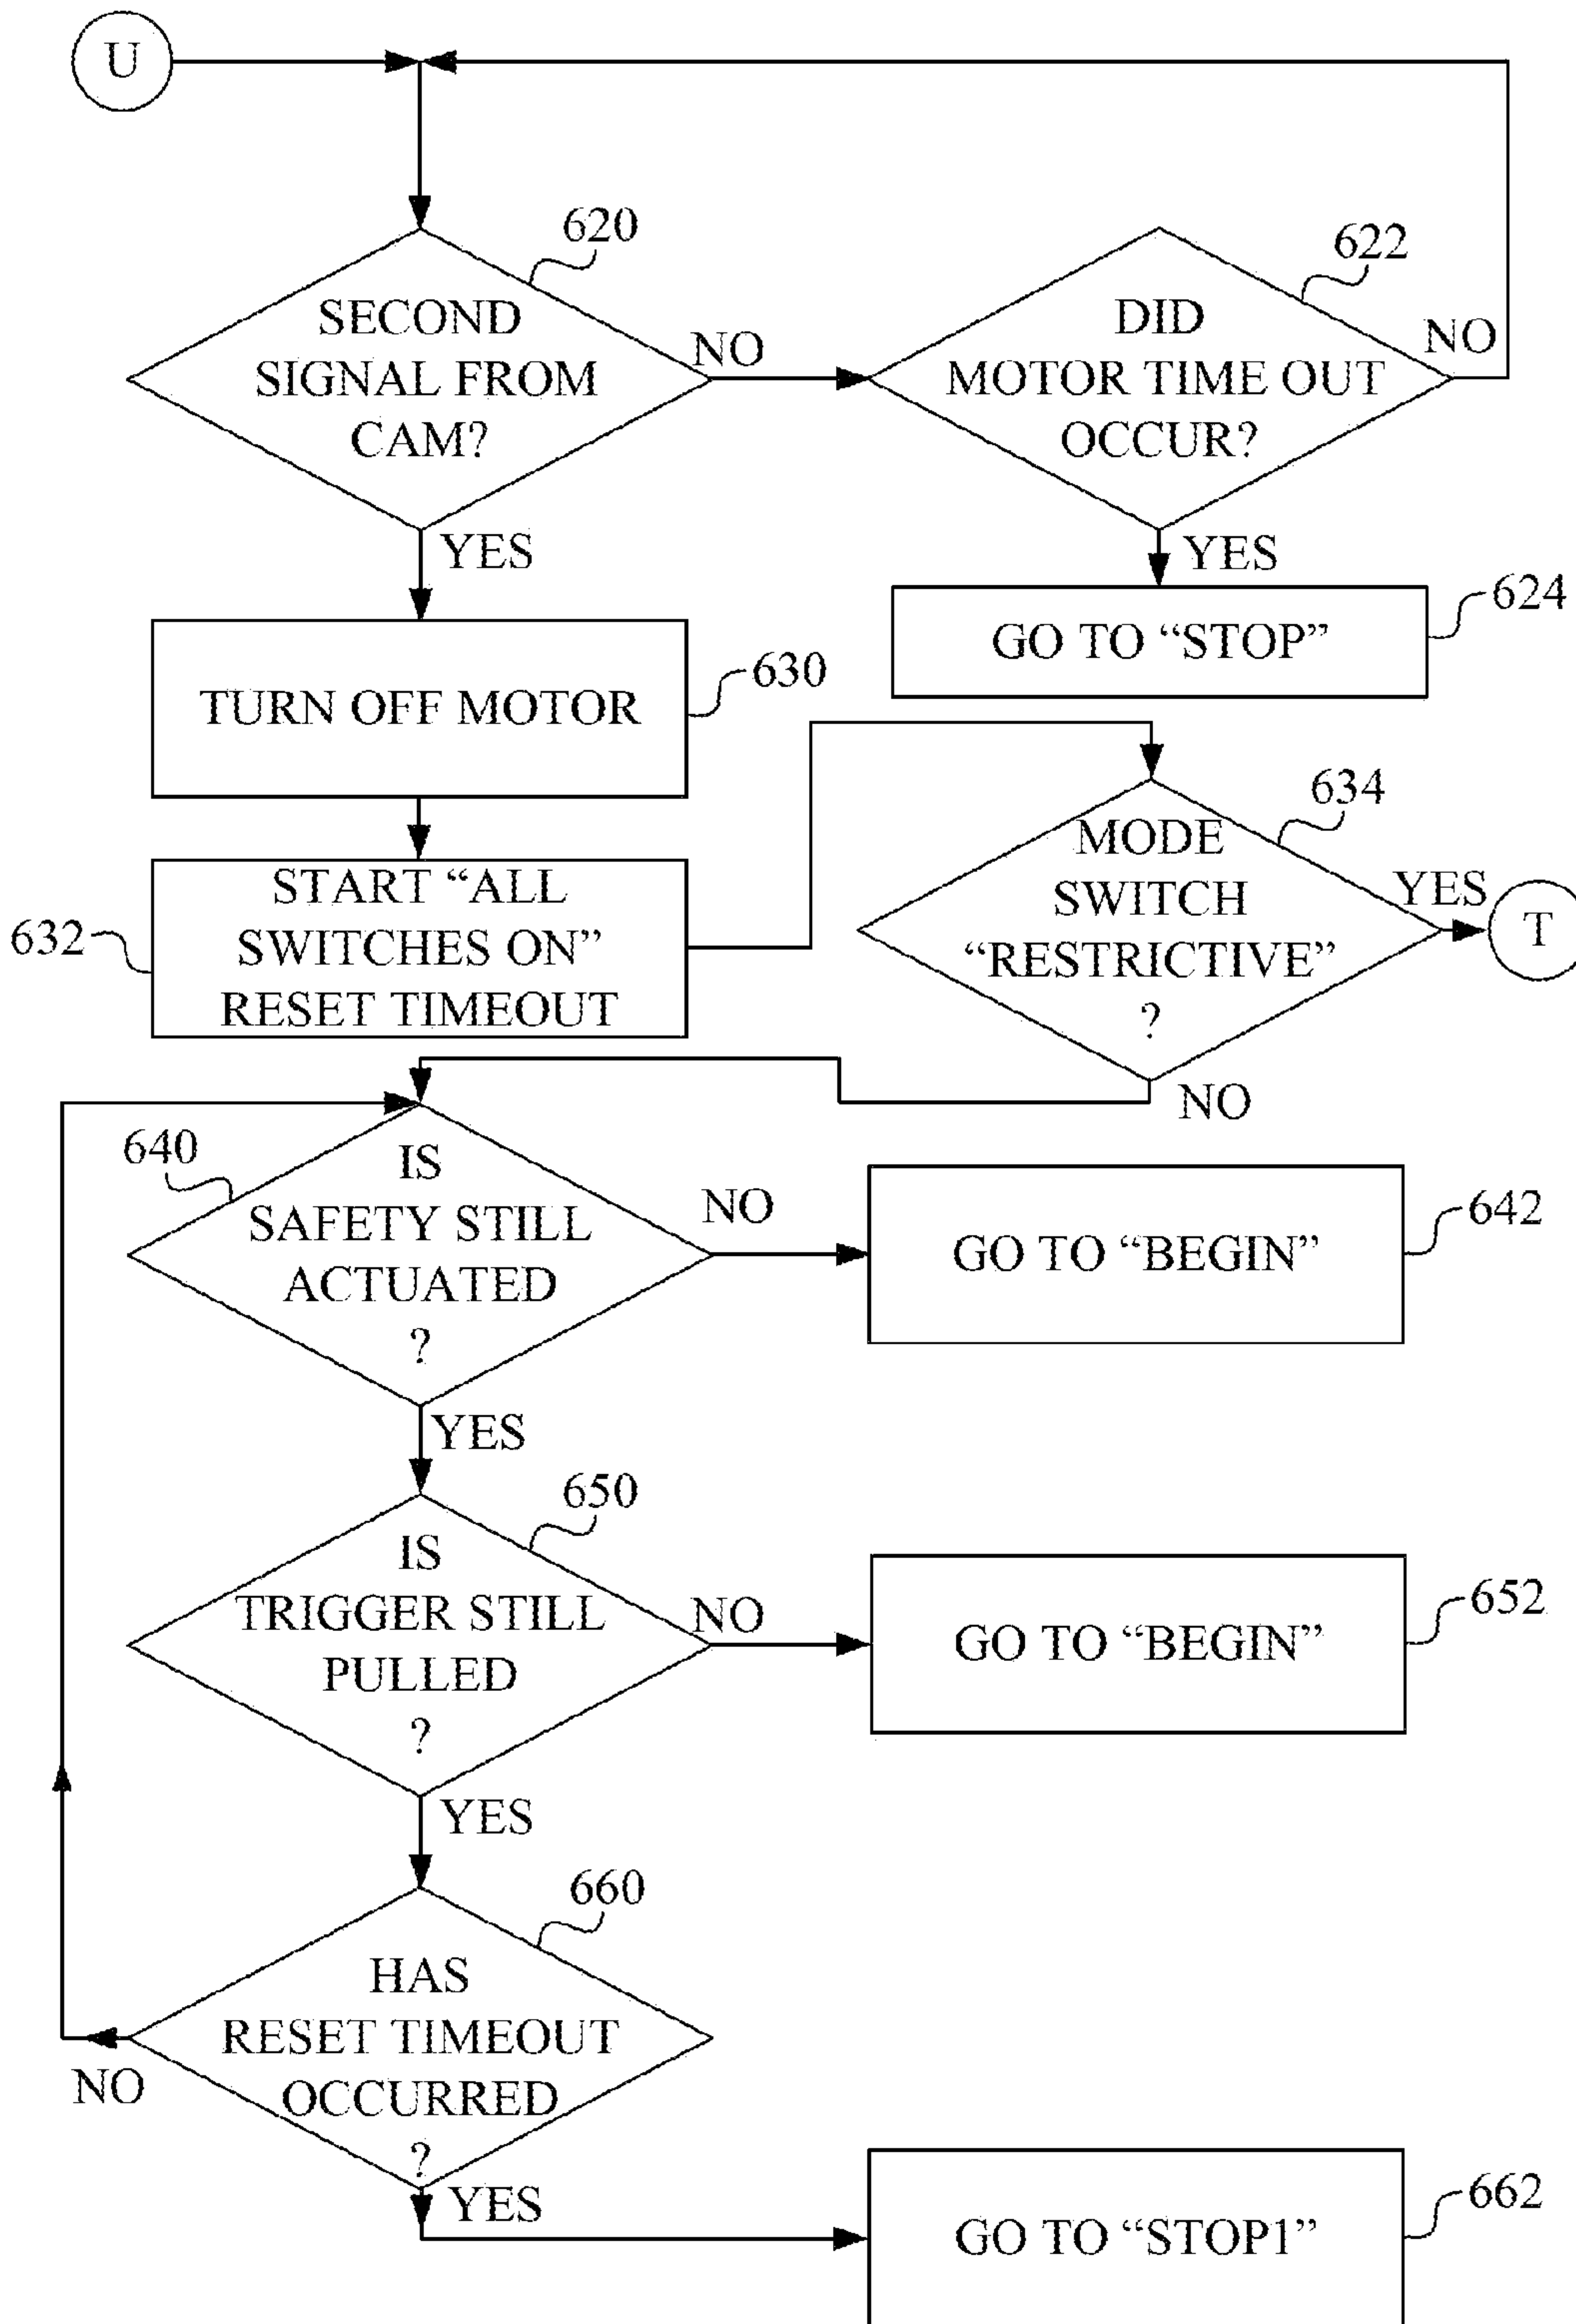 U
620
SECOND
SIGNAL FROM
CAM?
NO
YES
622
DID
MOTOR TIME OUT
OCCUR?
NO
YES
GO TO “STOP”
624
TURN OFF MOTOR
630
START “ALL
SWITCHES ON”
RESET TIMEOUT
632
634
MODE
SWITCH
“RESTRICTIVE”
?
YES
T
NO
640
IS
SAFETY STILL
ACTUATED
?
NO
GO TO “BEGIN”
642
YES
650
IS
TRIGGER STILL
PULLED
?
NO
GO TO “BEGIN”
652
YES
660
HAS
RESET TIMEOUT
OCCURRED
?
NO
YES
GO TO “STOP1”
662